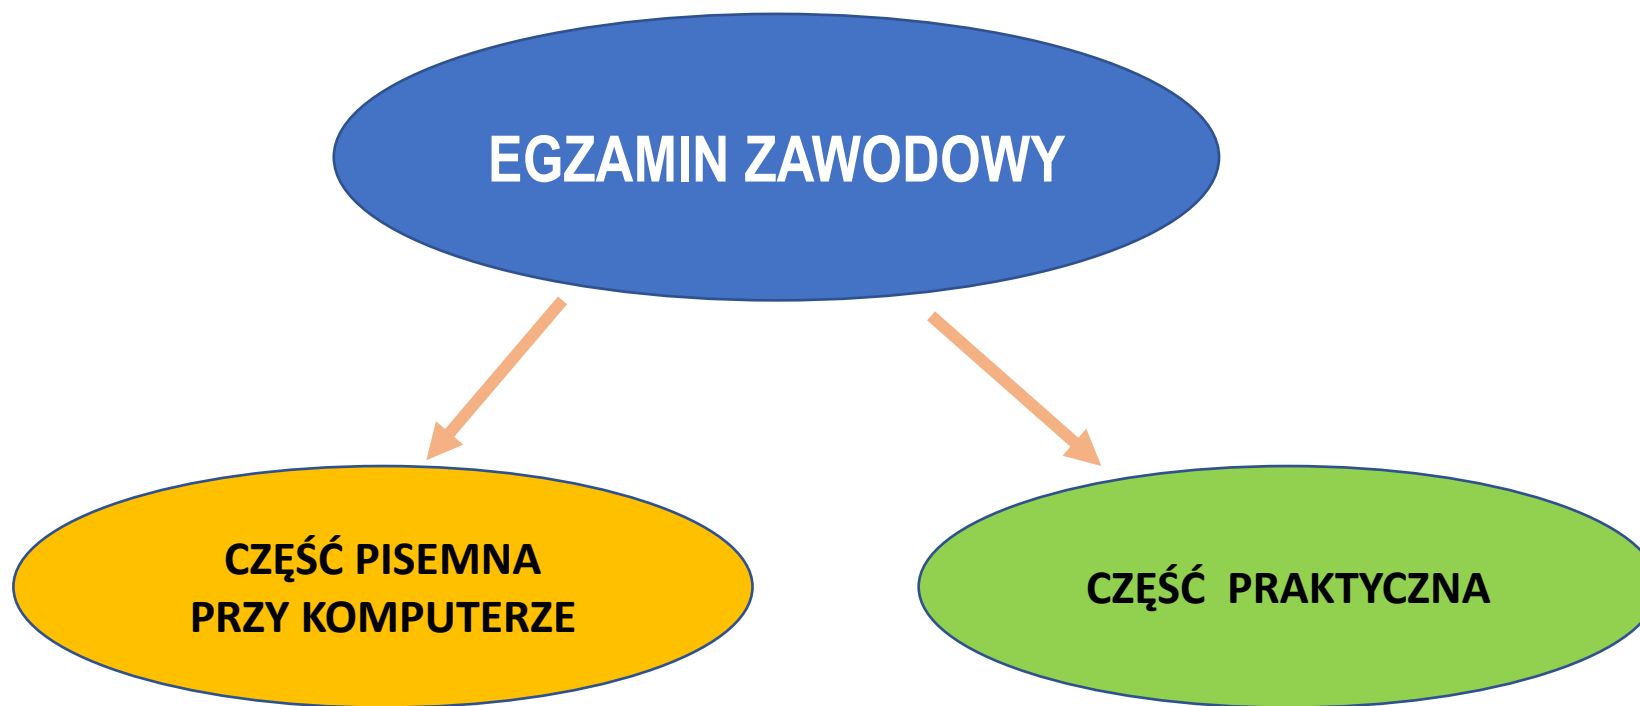 EGZAMIN ZAWODOWY
CZĘŚĆ PISEMNA
PRZY KOMPUTERZE
CZĘŚĆ PRAKTYCZNA